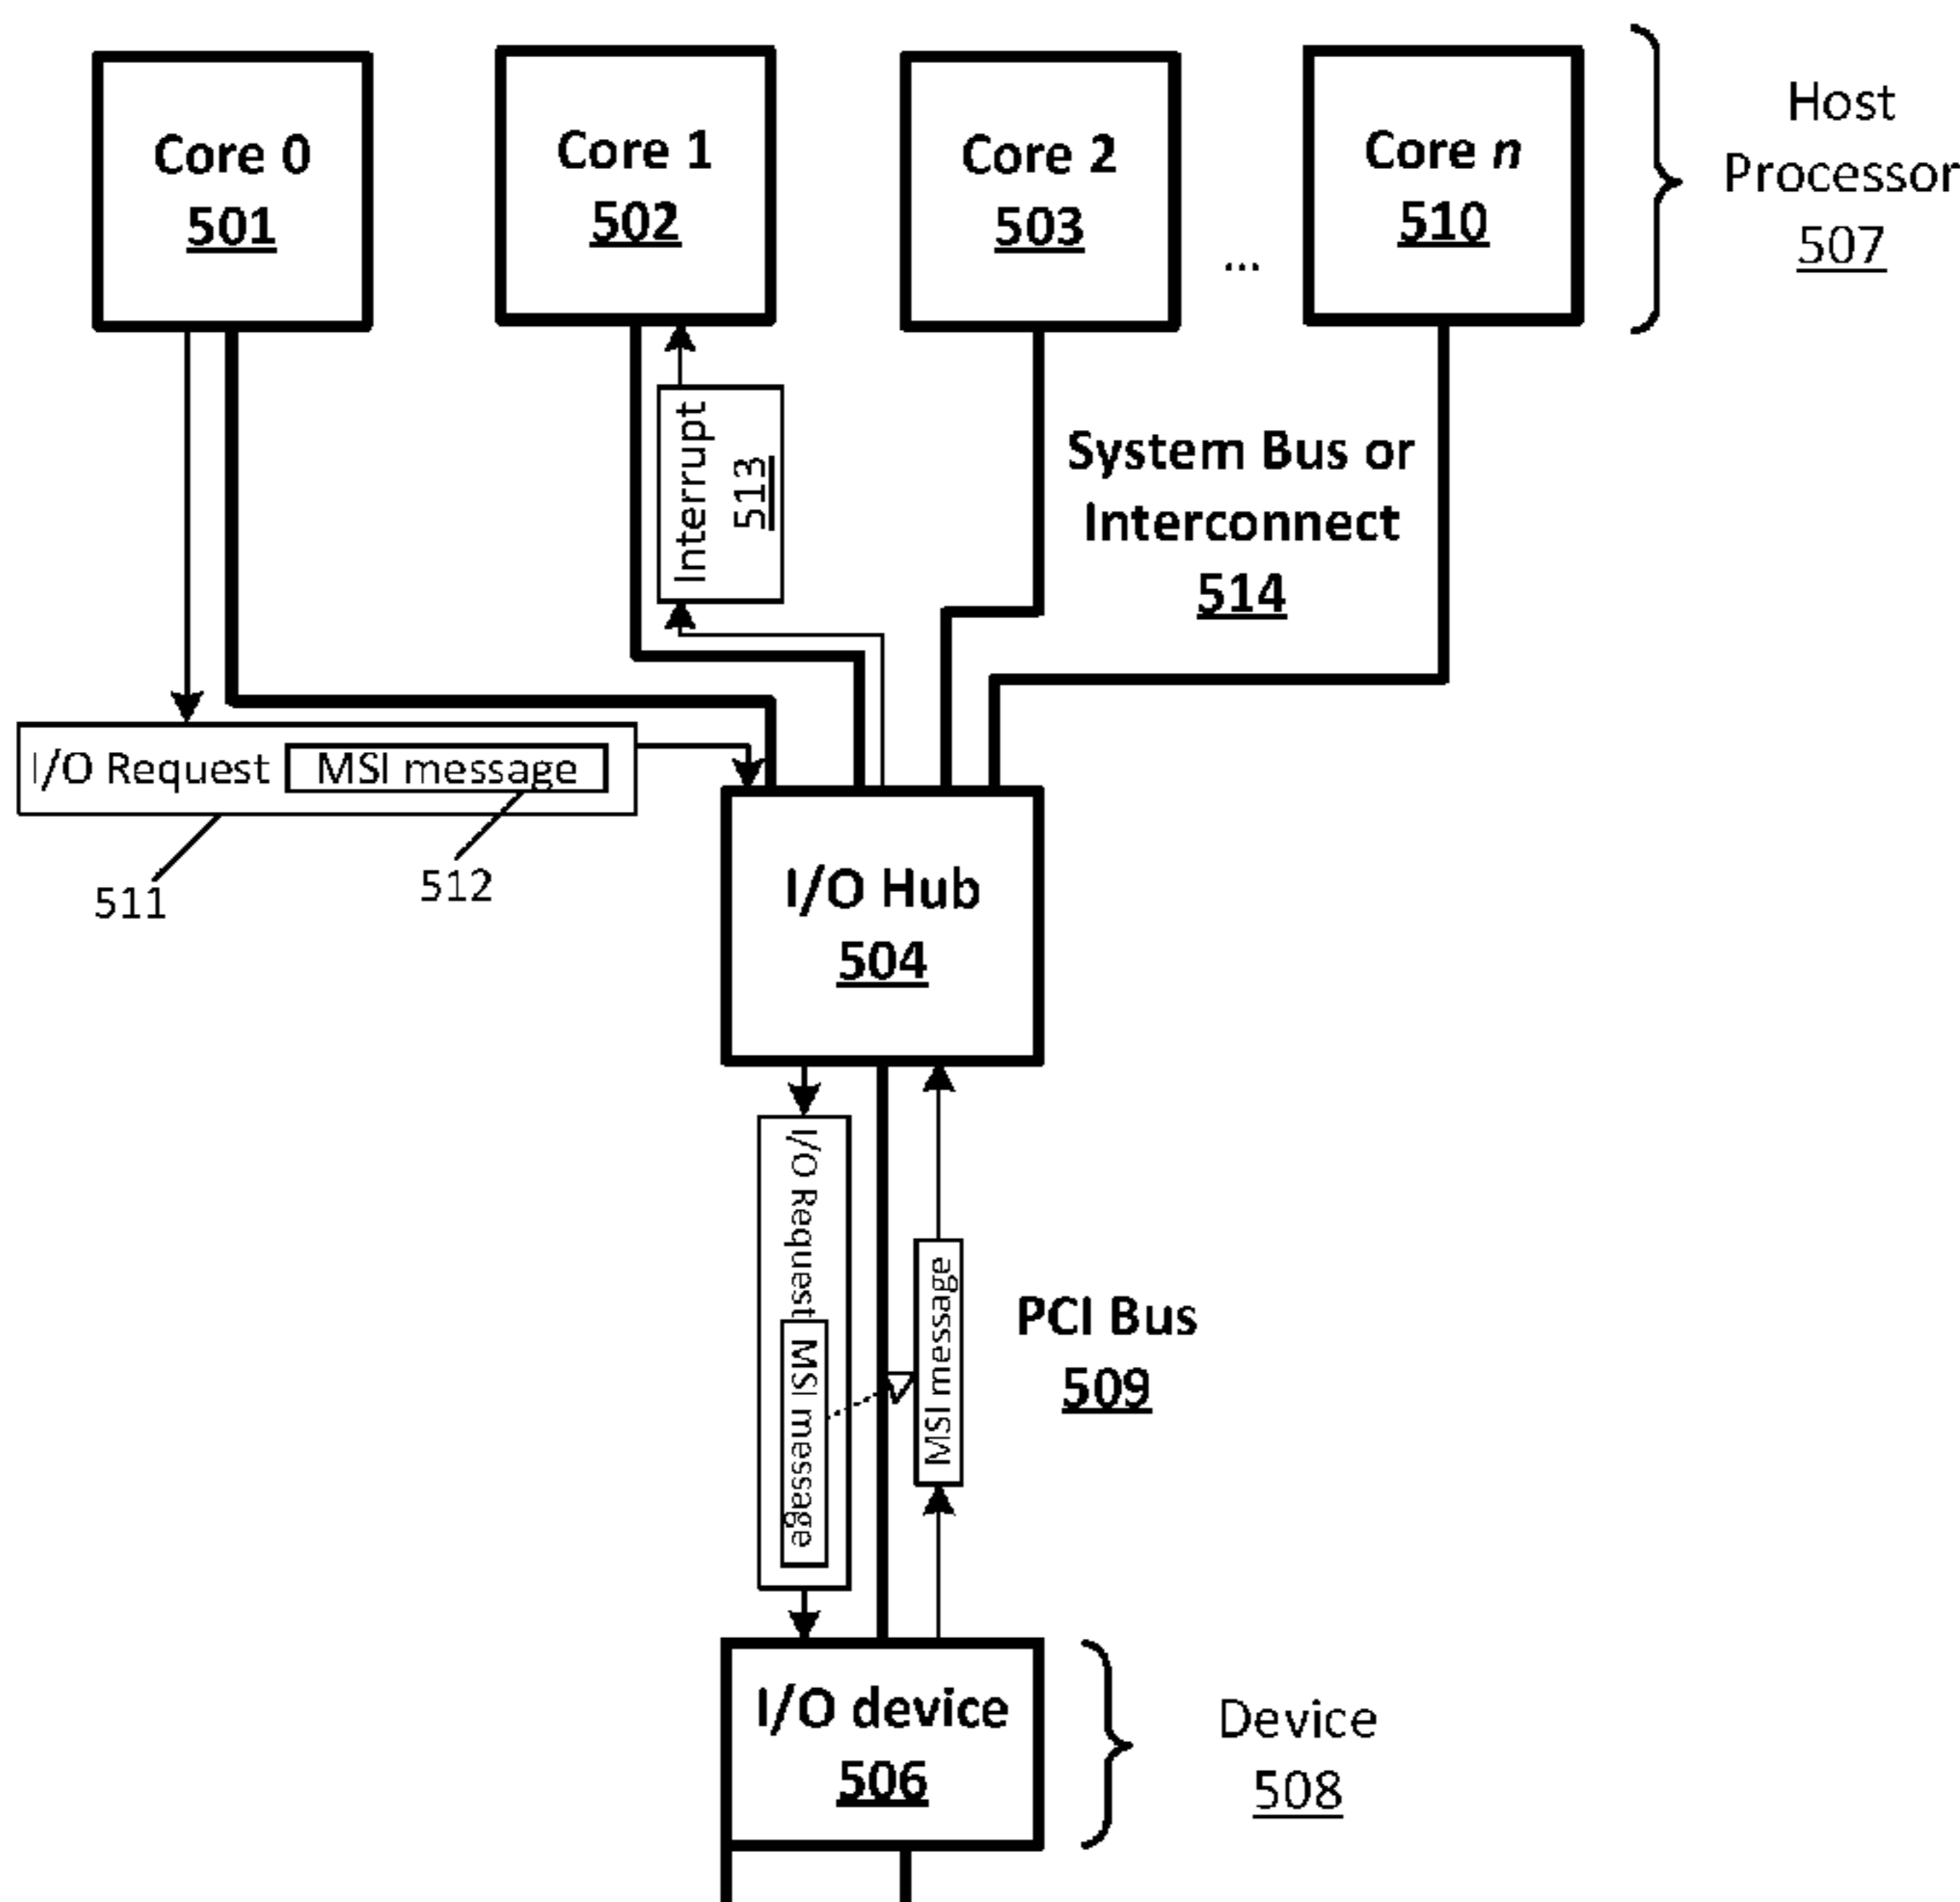 Core 0
501
Core 1
502
Core 2
503
...
Core n
510
Host
Processor
507
Interrupt
513
System Bus or
Interconnect
514
I/O Request
MSI message
511
512
I/O Hub
504
I/O Request
MSI message
MSI message
PCI Bus
509
I/O device
506
Device
508